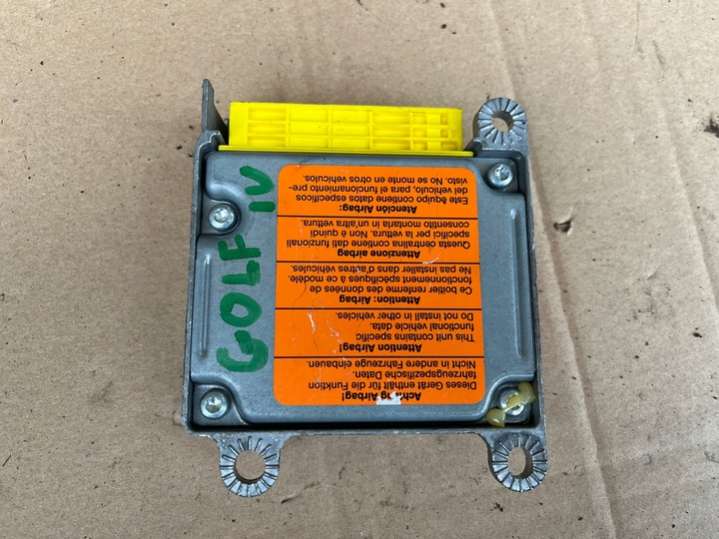 Achtung Airbag!
Dieses Gerät enthält für die Funktion
fahrzeugspezifische Daten.
Nicht in andere Fahrzeuge einbauen.
Attention Airbag!
This unit contains specific
functional vehicle data.
Do not install in other vehicles.
Attention: Airbag
Ce boîtier renferme des données de
fonctionnement spécifiques à ce modèle.
Ne pas installer dans d'autres véhicules.
Attenzione airbag
Questa centralina contiene dati funzionali
specifici per la vettura. Non è quindi
consentito montarla in un'altra vettura.
Atención Airbag:
Este équipo contiene datos específicos
del vehículo, para el funcionamiento pre-
visto. No se monte en otros vehículos.
GOLF IV